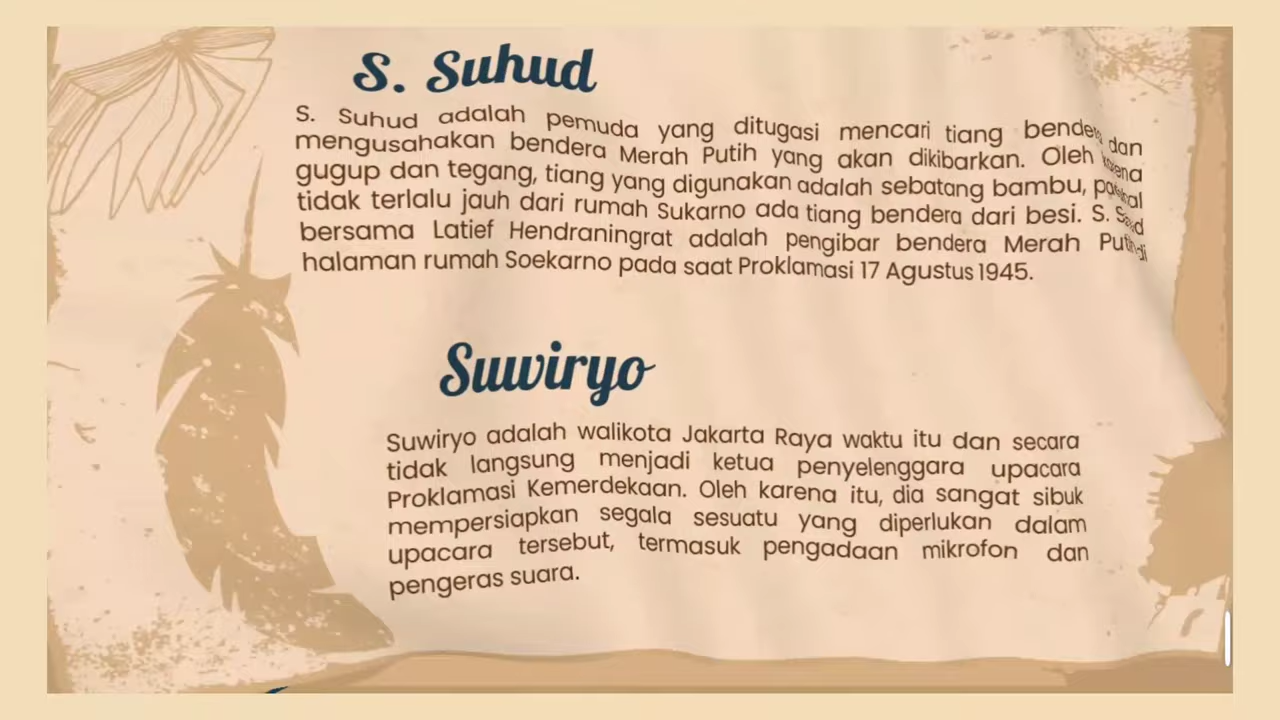 S. Suhud
S. Suhud adalah pemuda yang ditugasi mencari tiang bendera dan
mengusahakan bendera Merah Putih yang akan dikibarkan. Oleh karena
gugup dan tegang, tiang yang digunakan adalah sebatang bambu, padahal
tidak terlalu jauh dari rumah Sukarno ada tiang bendera dari besi. S.
bersama Latief Hendraningrat adalah pengibar bendera Merah Putih di
halaman rumah Soekarno pada saat Proklamasi 17 Agustus 1945.
Suwiryo
Suwiryo adalah walikota Jakarta Raya waktu itu dan secara
tidak langsung menjadi ketua penyelenggara upacara
Proklamasi Kemerdekaan. Oleh karena itu, dia sangat sibuk
mempersiapkan segala sesuatu yang diperlukan dalam
upacara tersebut, termasuk pengadaan mikrofon dan
pengeras suara.